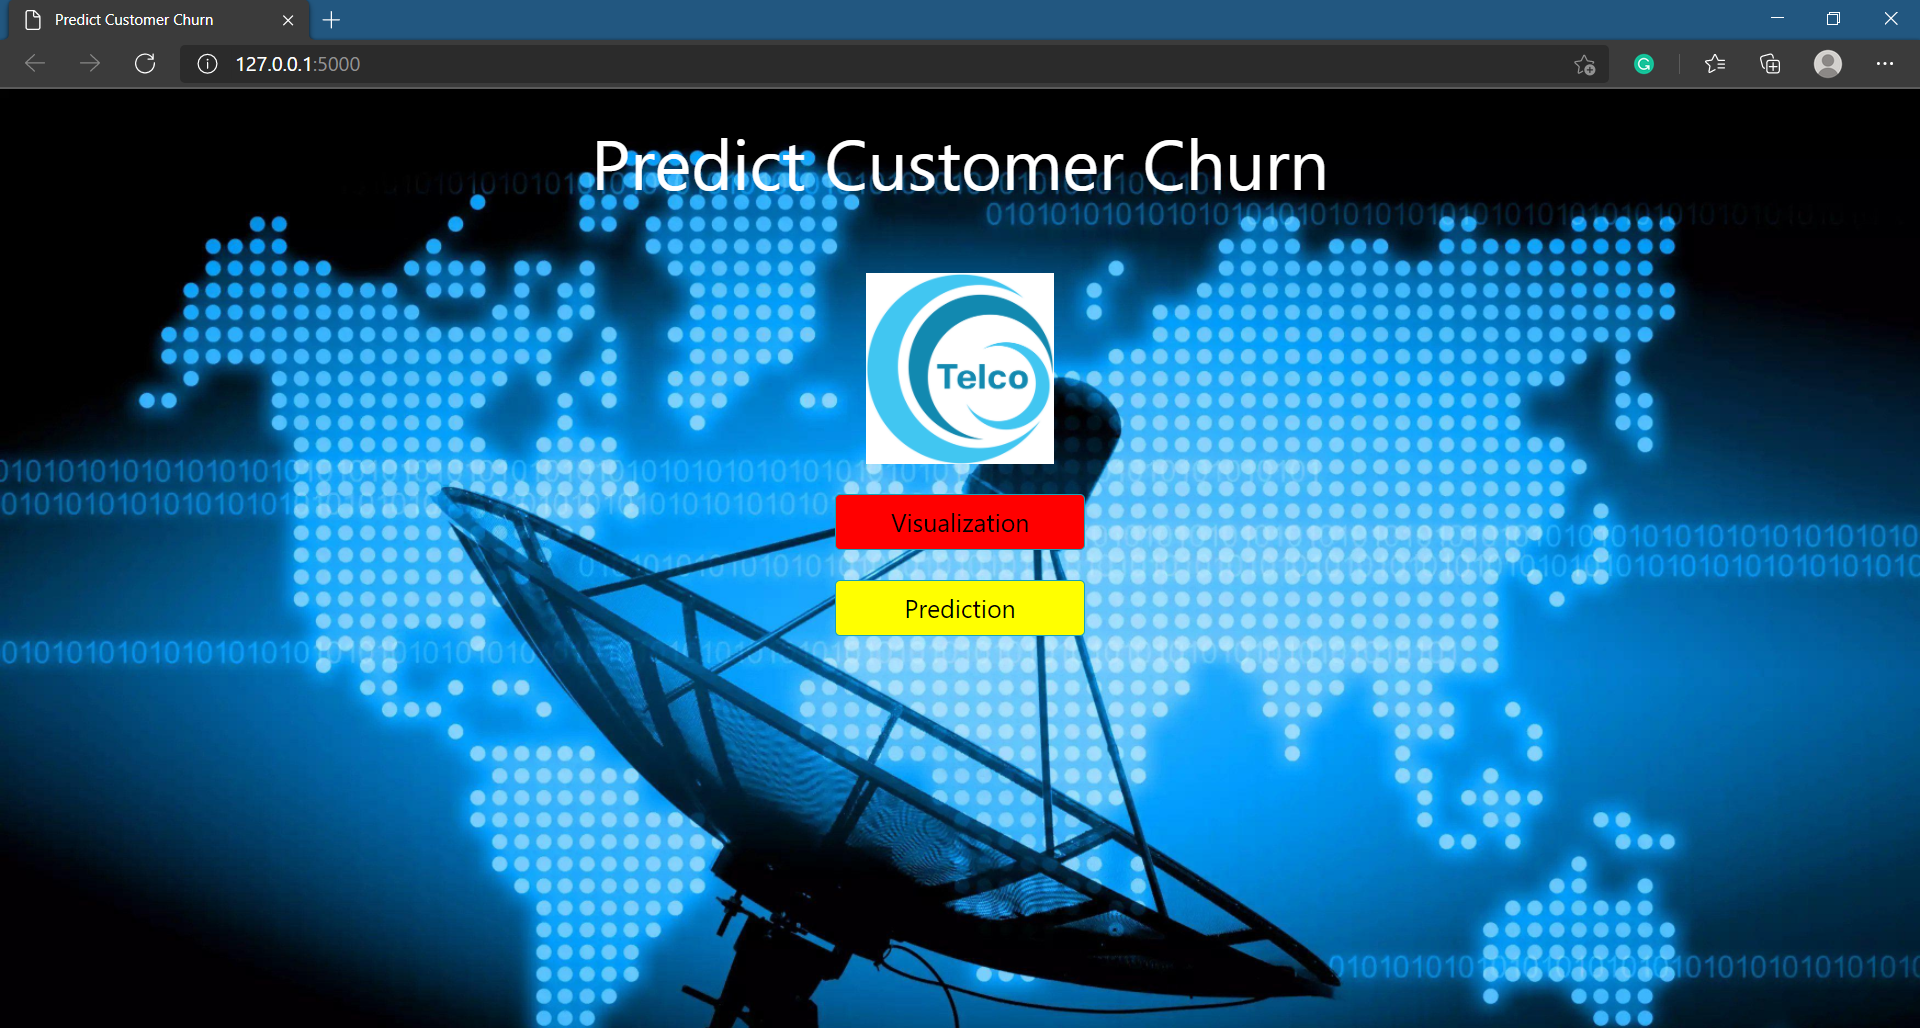 Predict Customer Churn
127.0.0.1:5000
Predict Customer Churn
Telco
Visualization
Prediction